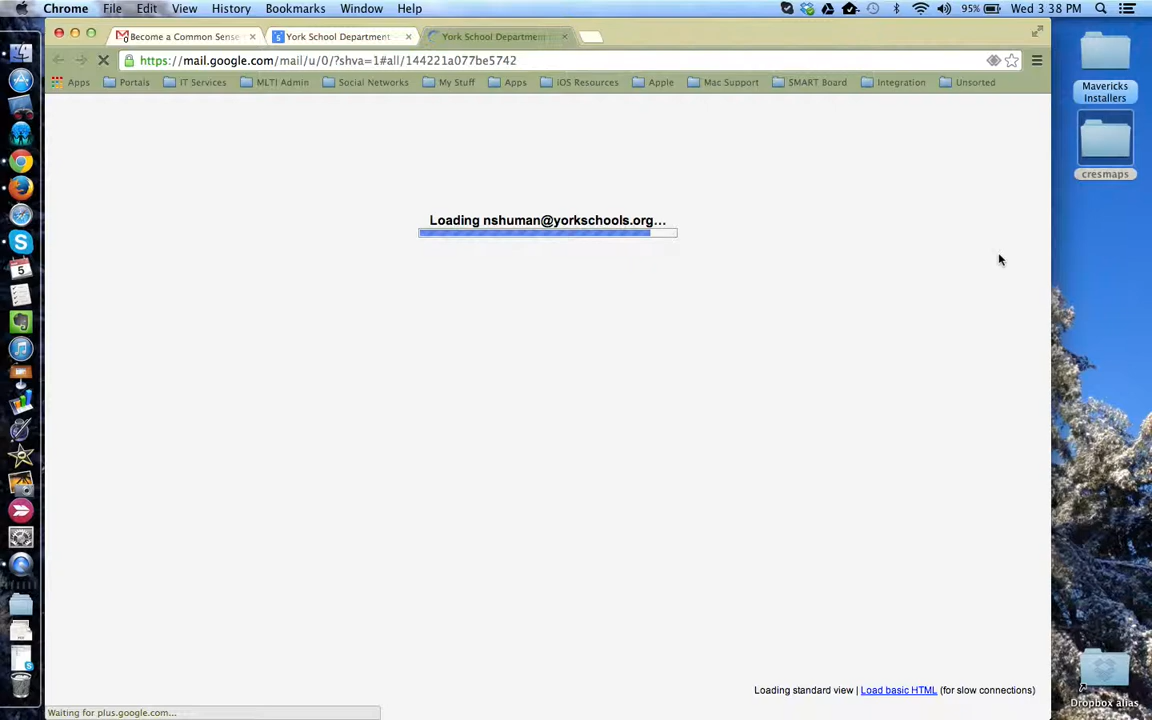 Chrome File Edit View History Bookmarks Window Help 95% Wed 3:38 PM
Become a Common Sense York School Department - York School Departmen
https://mail.google.com/mail/u/0/?shva=1#all/144221a077be5742
Apps Portals IT Services MLTI Admin Social Networks My Stuff Apps iOS Resources Apple Mac Support SMART Board Integration Unsorted
Mavericks
Installers
cresmaps
Loading nshuman@yorkschools.org...
5
Loading standard view | Load basic HTML (for slow connections)
Dropbox alias
Waiting for plus.google.com...